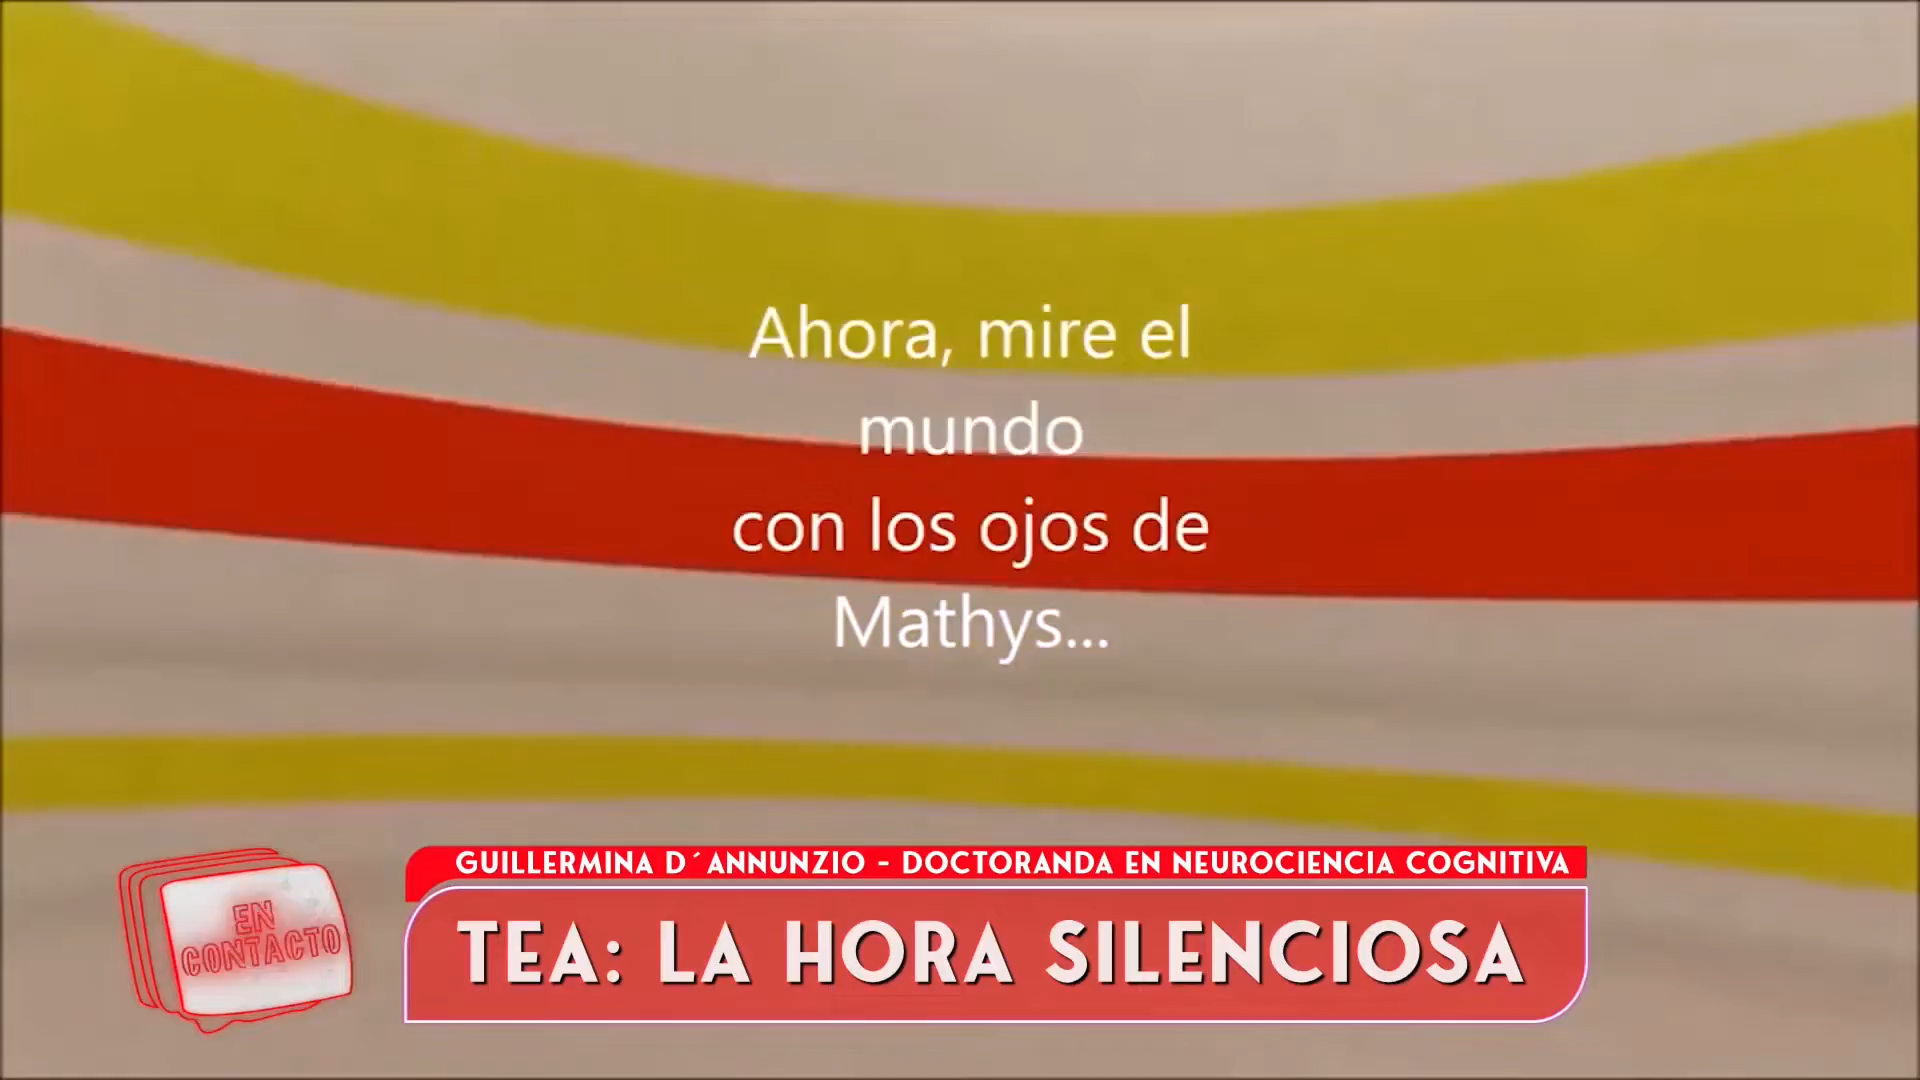 Ahora, mire el
mundo
con los ojos de
Mathys...
GUILLERMINA D´ANNUNZIO - DOCTORANDA EN NEUROCIENCIA COGNITIVA
EN
CONTACTO
TEA: LA HORA SILENCIOSA